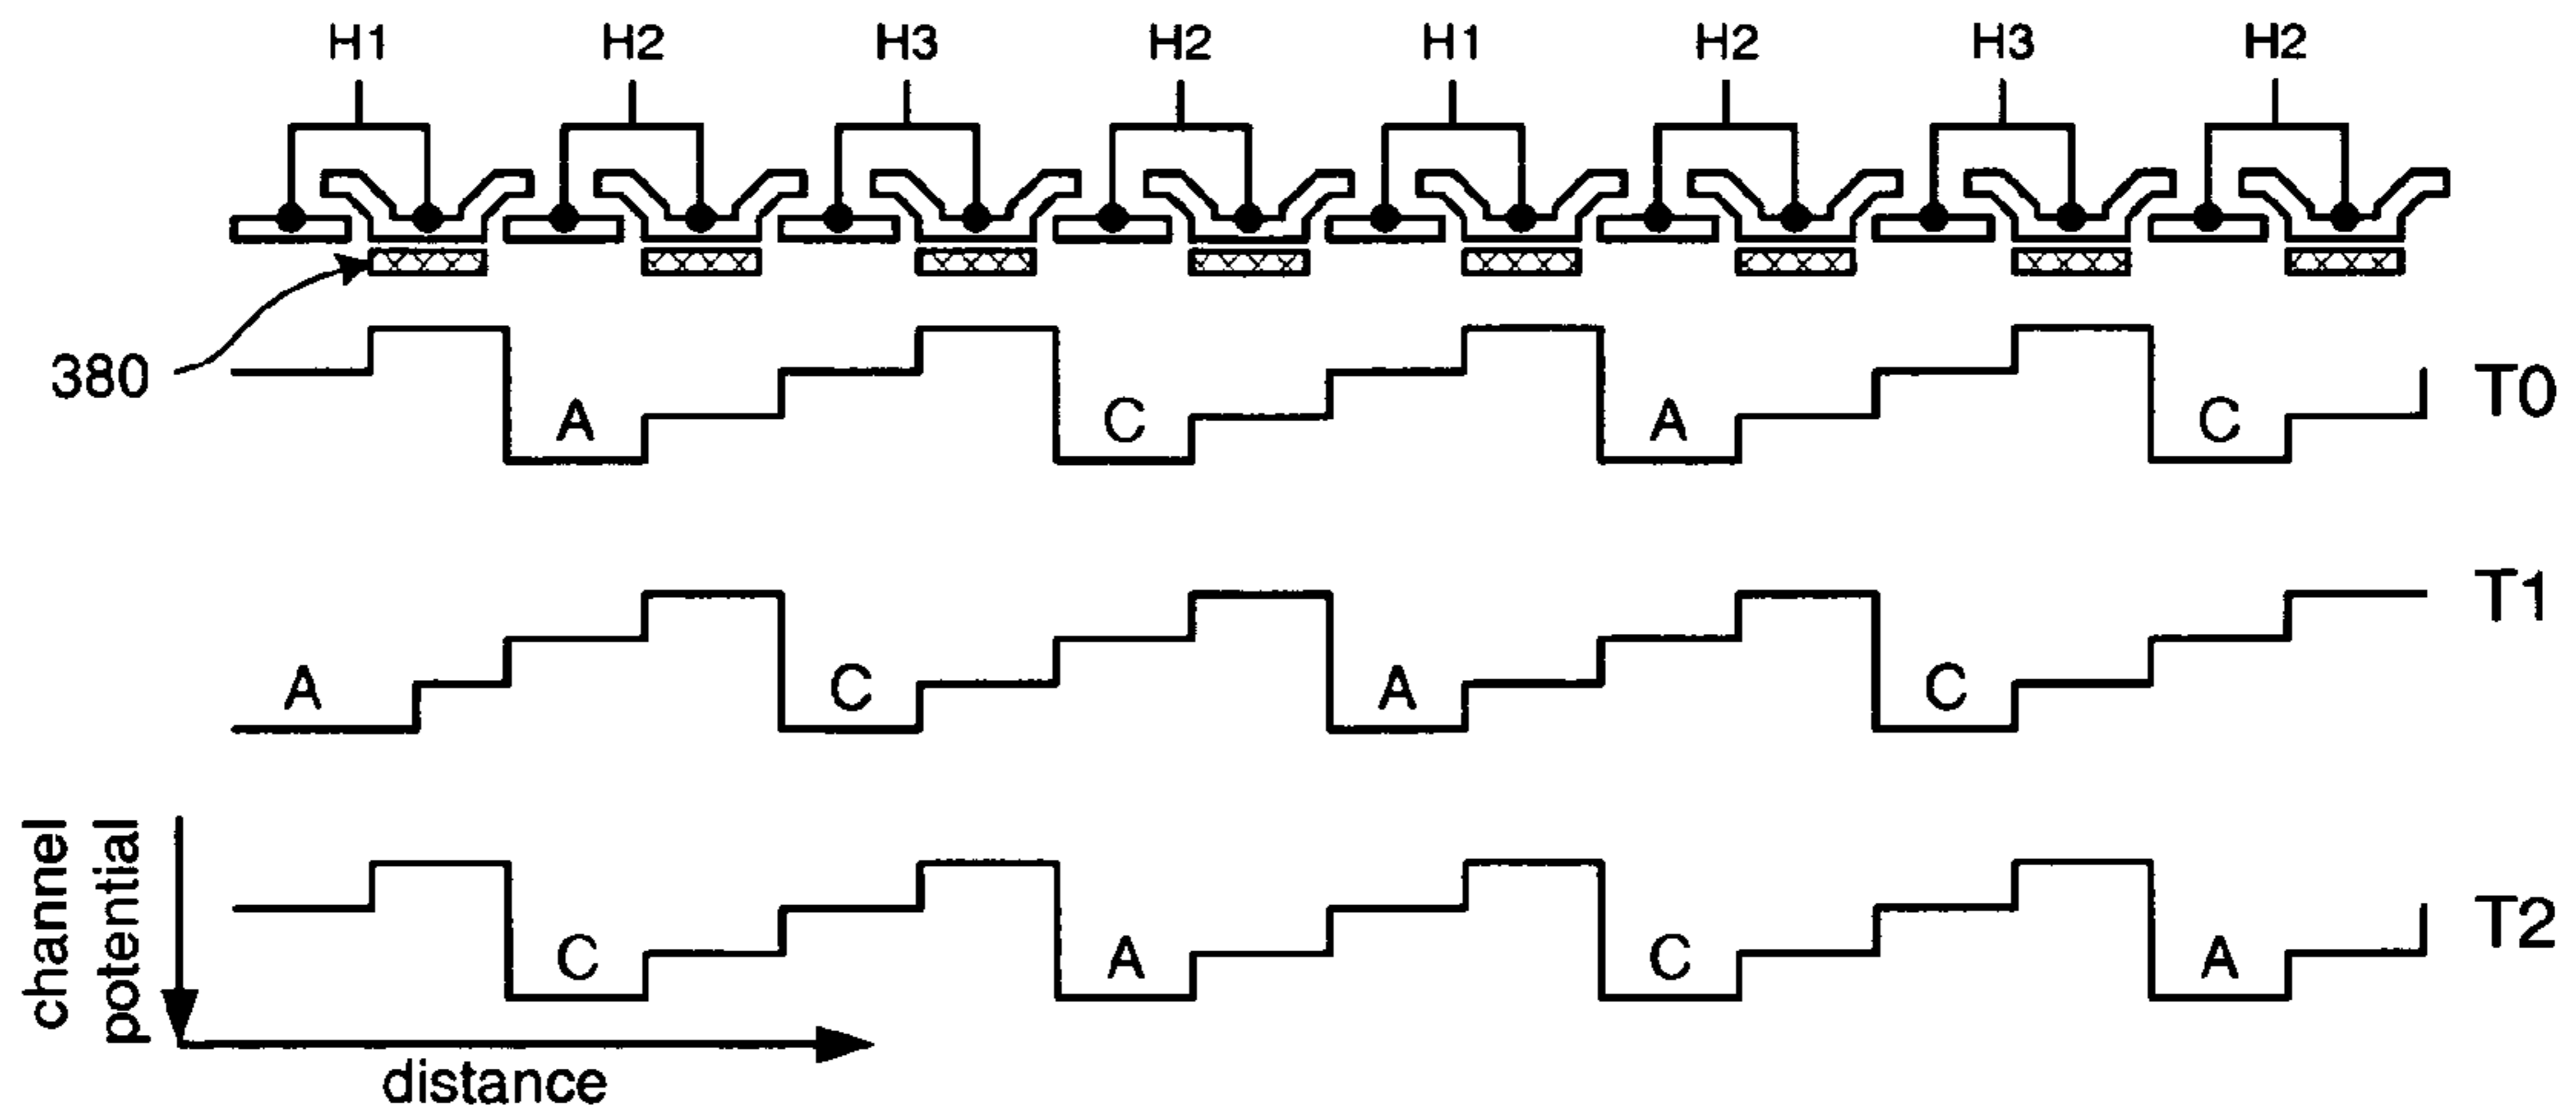 H1 H2 H3 H2 H1 H2 H3 H2
380
A C A C T0
A C A C T1
C A C A T2
channel
potential
distance